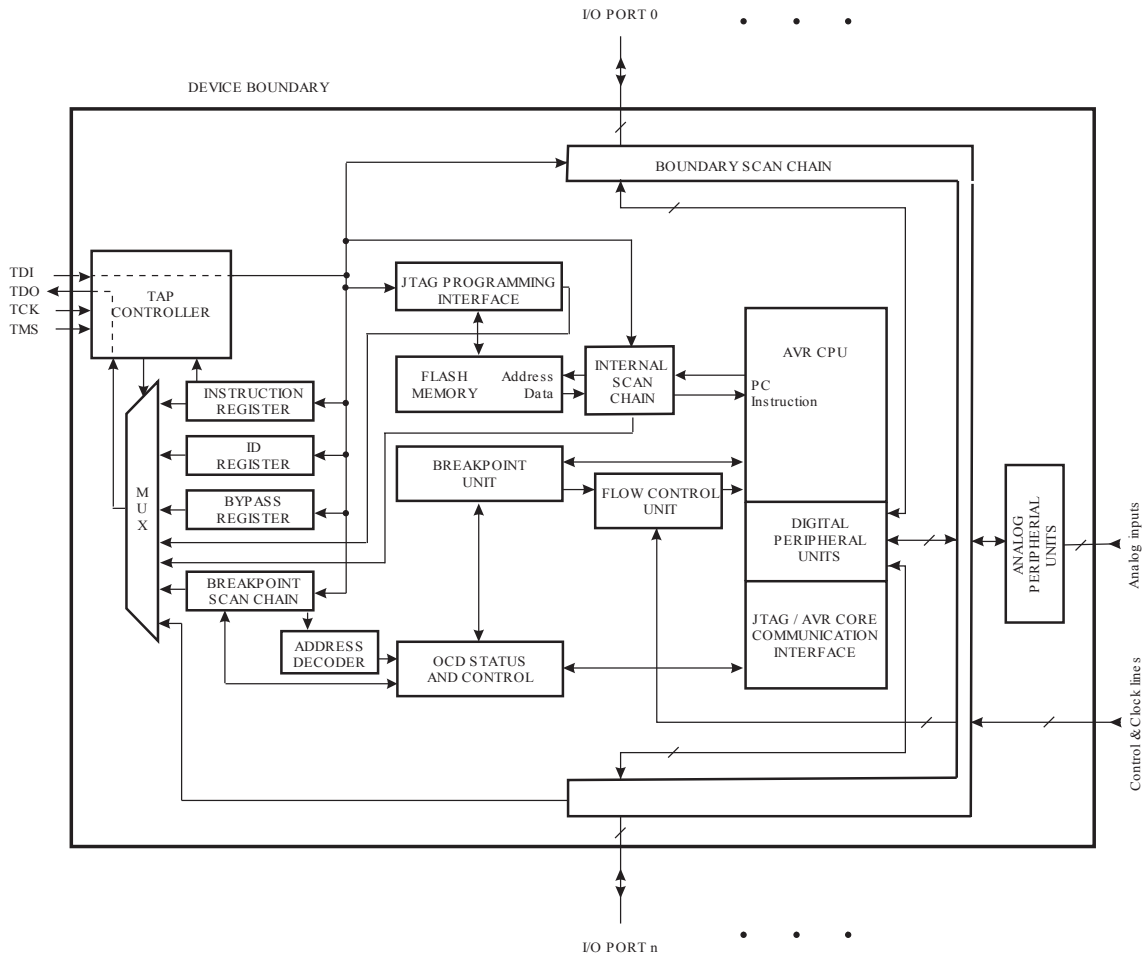 I/O PORT 0
DEVICE BOUNDARY
BOUNDARY SCAN CHAIN
TDI
TDO
TCK
TMS
TAP
CONTROLLER
JTAG PROGRAMMING
INTERFACE
AVR CPU
FLASH
MEMORY
Address
Data
INTERNAL
SCAN
CHAIN
PC
Instruction
INSTRUCTION
REGISTER
ID
REGISTER
BREAKPOINT
UNIT
FLOW CONTROL
UNIT
M
U
X
BYPASS
REGISTER
DIGITAL
PERIPHERAL
UNITS
ANALOG
PERIPHERIAL
UNITS
Analog inputs
BREAKPOINT
SCAN CHAIN
JTAG / AVR CORE
COMMUNICATION
INTERFACE
ADDRESS
DECODER
OCD STATUS
AND CONTROL
Control & Clock lines
I/O PORT n